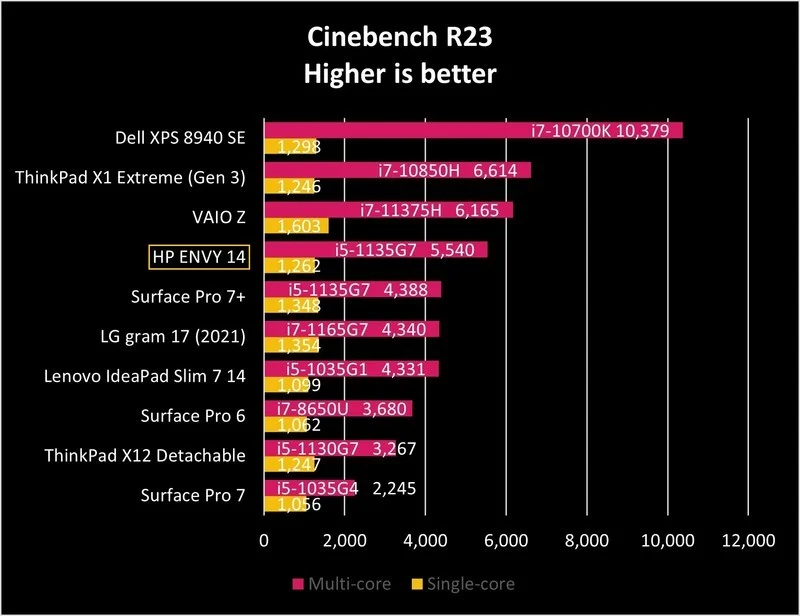 Cinebench R23
Higher is better
Dell XPS 8940 SE
i7-10700K 10,379
1,298
ThinkPad X1 Extreme (Gen 3)
i7-10850H 6,614
1,246
VAIO Z
i7-11375H 6,165
1,603
HP ENVY 14
i5-1135G7 5,540
1,262
Surface Pro 7+
i5-1135G7 4,388
1,348
LG gram 17 (2021)
i7-1165G7 4,340
1,354
Lenovo IdeaPad Slim 7 14
i5-1035G1 4,331
1,099
Surface Pro 6
i7-8650U 3,680
1,062
ThinkPad X12 Detachable
i5-1130G7 3,267
1,247
Surface Pro 7
i5-1035G4 2,245
1,056
0 2,000 4,000 6,000 8,000 10,000 12,000
Multi-core Single-core